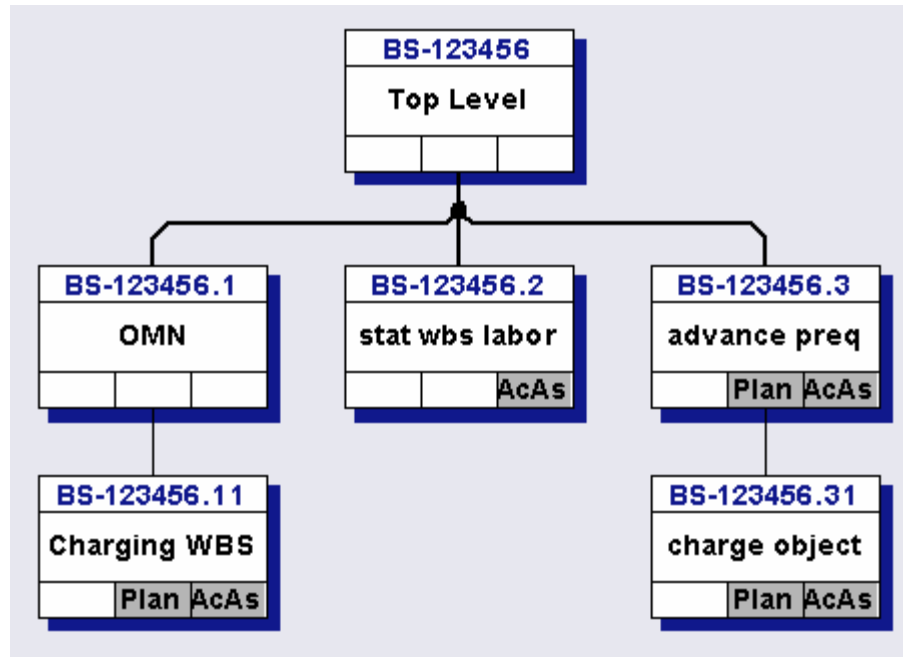 BS-123456
Top Level
BS-123456.1
OMN
BS-123456.2
stat wbs labor
AcAs
BS-123456.3
advance preq
Plan AcAs
BS-123456.11
Charging WBS
Plan AcAs
BS-123456.31
charge object
Plan AcAs